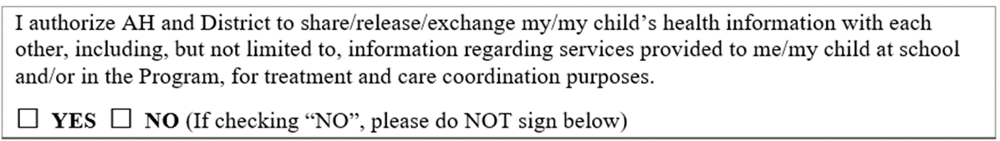 I authorize AH and District to share/release/exchange my/my child’s health information with each
other, including, but not limited to, information regarding services provided to me/my child at school
and/or in the Program, for treatment and care coordination purposes.
☐ YES ☐ NO (If checking “NO”, please do NOT sign below)